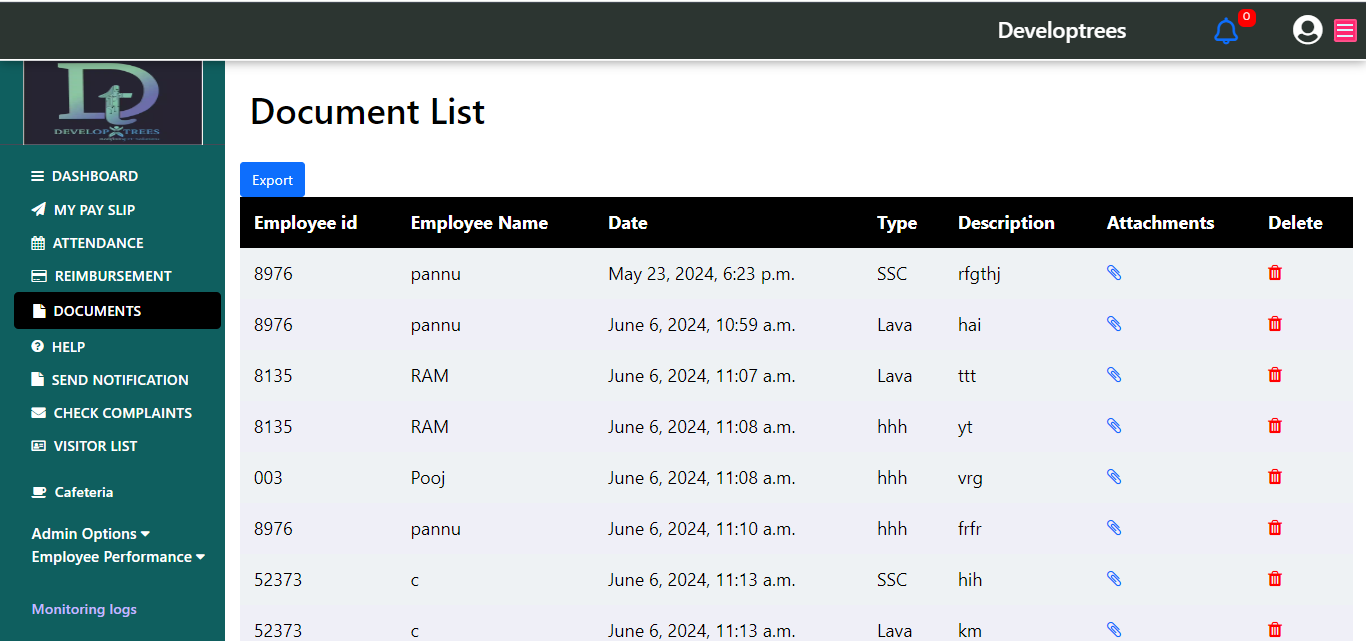 Developtrees
0
Dt
DEVELOP TREES
DASHBOARD
MY PAY SLIP
ATTENDANCE
REIMBURSEMENT
DOCUMENTS
HELP
SEND NOTIFICATION
CHECK COMPLAINTS
VISITOR LIST
Cafeteria
Admin Options
Employee Performance
Monitoring logs
Document List
Export
Employee id Employee Name Date Type Description Attachments Delete
8976 pannu May 23, 2024, 6:23 p.m. SSC rfgthj
8976 pannu June 6, 2024, 10:59 a.m. Lava hai
8135 RAM June 6, 2024, 11:07 a.m. Lava ttt
8135 RAM June 6, 2024, 11:08 a.m. hhh yt
003 Pooj June 6, 2024, 11:08 a.m. hhh vrg
8976 pannu June 6, 2024, 11:10 a.m. hhh frfr
52373 c June 6, 2024, 11:13 a.m. SSC hih
52373 c June 6, 2024, 11:13 a.m. Lava km